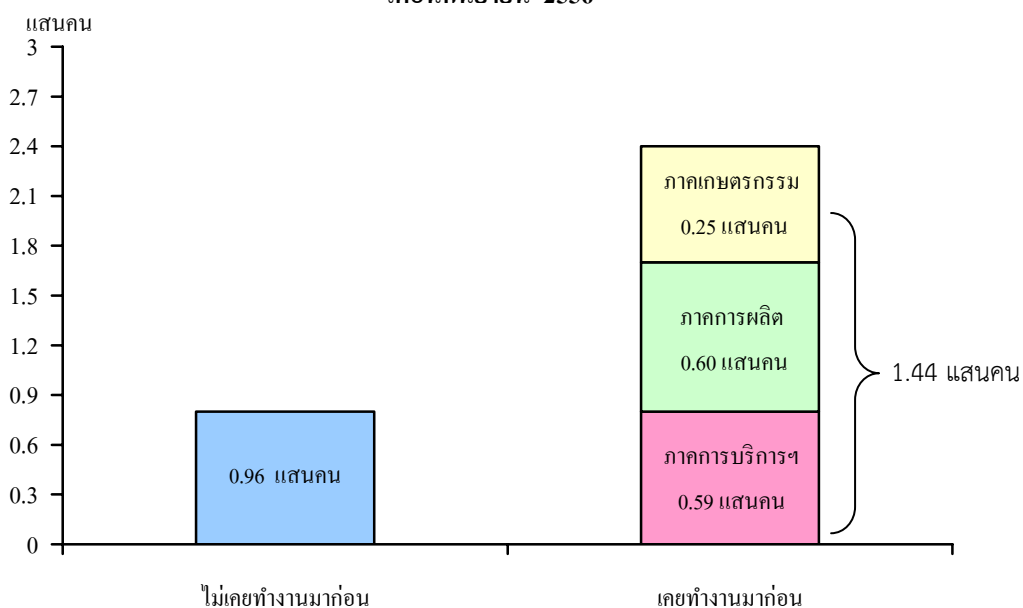 แสนคน
3
2.7
2.4
2.1
1.8
1.5
1.2
0.9
0.6
0.3
0
0.96 แสนคน
ภาคเกษตรกรรม
0.25 แสนคน
ภาคการผลิต
0.60 แสนคน
ภาคการบริการฯ
0.59 แสนคน
1.44 แสนคน
ไม่เคยทำงานมาก่อน
เคยทำงานมาก่อน